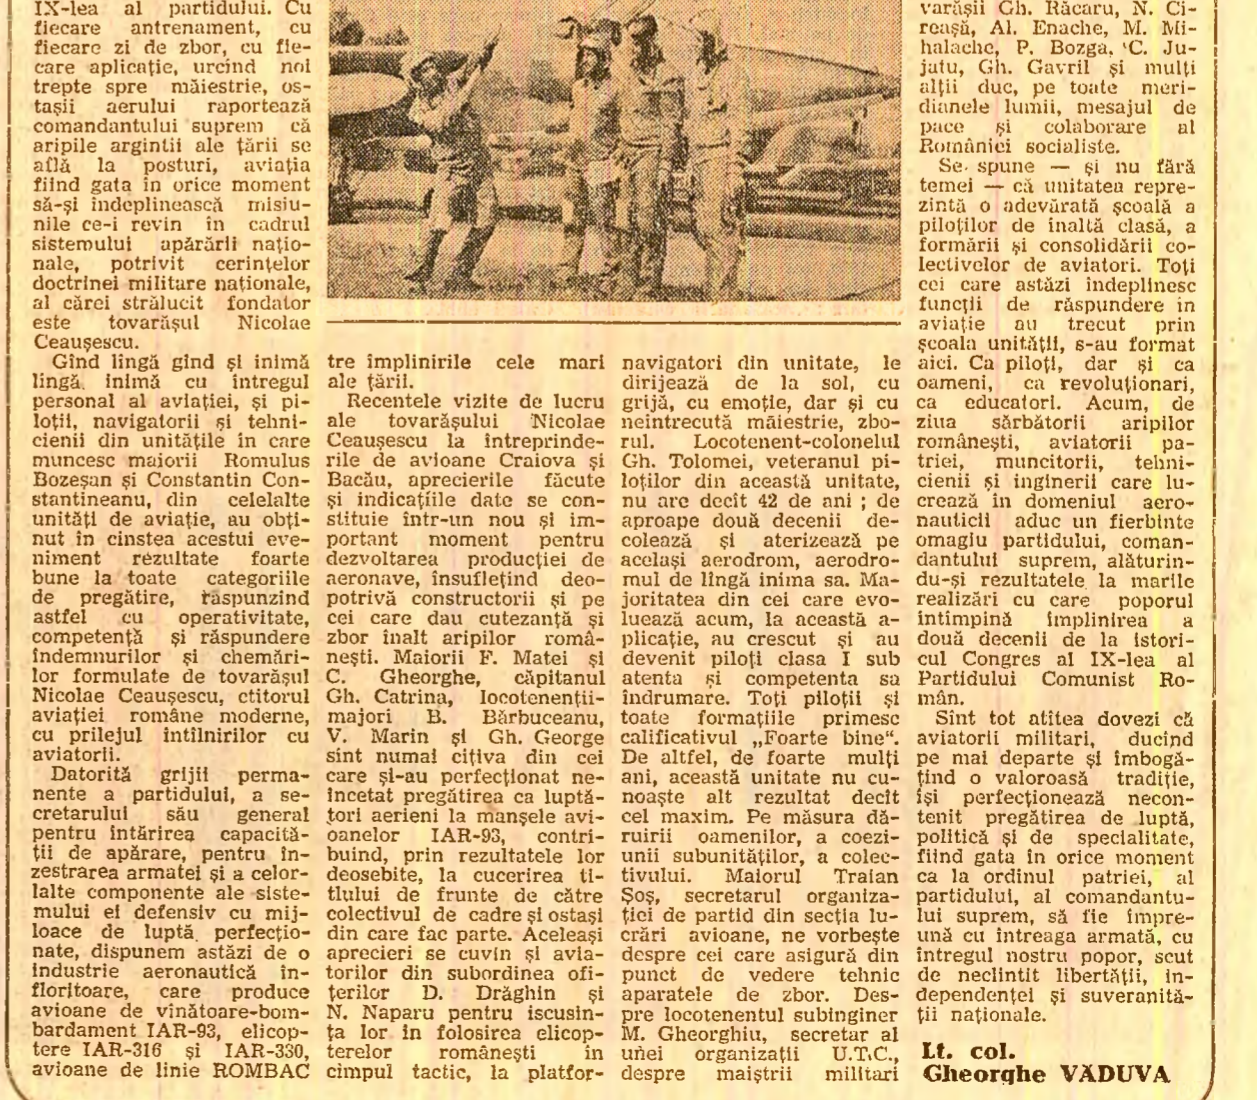 IX-lea al partidului. Cu
fiecare antrenament, cu
fiecare zi de zbor, cu fie-
care aplicație, urcînd noi
trepte spre măiestrie, os-
tașii aerului raportează
comandantului suprem că
aripile argintii ale țării se
află la posturi, aviația
fiind gata în orice moment
să-și îndeplinească misiu-
nile ce-i revin în cadrul
sistemului apărării națio-
nale, potrivit cerințelor
doctrinei militare naționale,
al cărei strălucit fondator
este tovarășul Nicolae
Ceaușescu.
Gînd lîngă gînd și inimă
lîngă inimă cu întregul
personal al aviației, și pi-
loții, navigatorii și tehni-
cienii din unitățile în care
muncesc maiorii Romulus
Bozeșan și Constantin Con-
stantineanu, din celelalte
unități de aviație, au obți-
nut în cinstea acestui eve-
niment rezultate foarte
bune la toate categoriile
de pregătire, răspunzînd
astfel cu operativitate,
competență și răspundere
îndemnurilor și chemări-
lor formulate de tovarășul
Nicolae Ceaușescu, ctitorul
aviației române moderne,
cu prilejul întîlnirilor cu
aviatorii.
Datorită grijii perma-
nente a partidului, a se-
cretarului său general
pentru întărirea capacită-
ții de apărare, pentru în-
zestrarea armatei și a celor-
lalte componente ale siste-
mului ei defensiv cu mij-
loace de luptă perfecțio-
nate, dispunem astăzi de o
industrie aeronautică în-
floritoare, care produce
avioane de vînătoare-bom-
bardament IAR-93, elicop-
tere IAR-316 și IAR-330,
avioane de linie ROMBAC
tre împlinirile cele mari
ale țării.
Recentele vizite de lucru
ale tovarășului Nicolae
Ceaușescu la întreprinde-
rile de avioane Craiova și
Bacău, aprecierile făcute
și indicațiile date se con-
stituie într-un nou și im-
portant moment pentru
dezvoltarea producției de
aeronave, însuflețind deo-
potrivă constructorii și pe
cei care dau cutezanță și
zbor înalt aripilor româ-
nești. Maiorii F. Matei și
C. Gheorghe, căpitanul
Gh. Catrina, locotenenții-
majori B. Bărbuceanu,
V. Marin și Gh. George
sînt numai cîțiva din cei
care și-au perfecționat ne-
încetat pregătirea ca luptă-
tori aerieni la manșele avi-
oanelor IAR-93, contri-
buind, prin rezultatele lor
deosebite, la cucerirea ti-
tlului de frunte de către
colectivul de cadre și ostași
din care fac parte. Aceleași
aprecieri se cuvin și avia-
torilor din subordinea ofi-
țerilor D. Drăghin și
N. Naparu pentru iscusin-
ța lor în folosirea elicop-
terelor românești în
cîmpul tactic, la platfor-
navigatori din unitate, le
dirijează de la sol, cu
grijă, cu emoție, dar și cu
neîntrecută măiestrie, zbo-
rul. Locotenent-colonelul
Gh. Tolomei, veteranul pi-
loților din această unitate,
nu are decît 42 de ani ; de
aproape două decenii de-
colează și aterizează pe
același aerodrom, aerodro-
mul de lîngă inima sa. Ma-
joritatea din cei care evo-
luează acum, la această a-
plicație, au crescut și au
devenit piloți clasa I sub
atenta și competenta sa
îndrumare. Toți piloții și
toate formațiile primesc
calificativul „Foarte bine“.
De altfel, de foarte mulți
ani, această unitate nu cu-
noaște alt rezultat decît
cel maxim. Pe măsura dă-
ruirii oamenilor, a coezi-
unii subunităților, a colec-
tivului. Maiorul Traian
Șoș, secretarul organiza-
ției de partid din secția lu-
crări avioane, ne vorbește
despre cei care asigură din
punct de vedere tehnic
aparatele de zbor. Des-
pre locotenentul subinginer
M. Gheorghiu, secretar al
unei organizații U.T.C.,
despre maiștrii militari
varășii Gh. Răcaru, N. Ci-
reașă, Al. Enache, M. Mi-
halache, P. Bozga, C. Ju-
jatu, Gh. Gavril și mulți
alții duc, pe toate meri-
dianele lumii, mesajul de
pace și colaborare al
României socialiste.
Se spune — și nu fără
temei — că unitatea repre-
zintă o adevărată școală a
piloților de înaltă clasă, a
formării și consolidării co-
lectivelor de aviatori. Toți
cei care astăzi îndeplinesc
funcții de răspundere în
aviație au trecut prin
școala unității, s-au format
aici. Ca piloți, dar și ca
oameni, ca revoluționari,
ca educatori. Acum, de
ziua sărbătorii aripilor
românești, aviatorii pa-
triei, muncitorii, tehni-
cienii și inginerii care lu-
crează în domeniul aero-
nauticii aduc un fierbinte
omagiu partidului, coman-
dantului suprem, alăturîn-
du-și rezultatele la marile
realizări cu care poporul
întîmpină împlinirea a
două decenii de la istori-
cul Congres al IX-lea al
Partidului Comunist Ro-
mân.
Sînt tot atîtea dovezi că
aviatorii militari, ducînd
pe mai departe și îmbogă-
țind o valoroasă tradiție,
își perfecționează necon-
tenit pregătirea de luptă,
politică și de specialitate,
fiind gata în orice moment
ca la ordinul patriei, al
partidului, al comandantu-
lui suprem, să fie împre-
ună cu întreaga armată, cu
întregul nostru popor, scut
de neclintit libertății, in-
dependenței și suveranită-
ții naționale.
Lt. col.
Gheorghe VĂDUVA